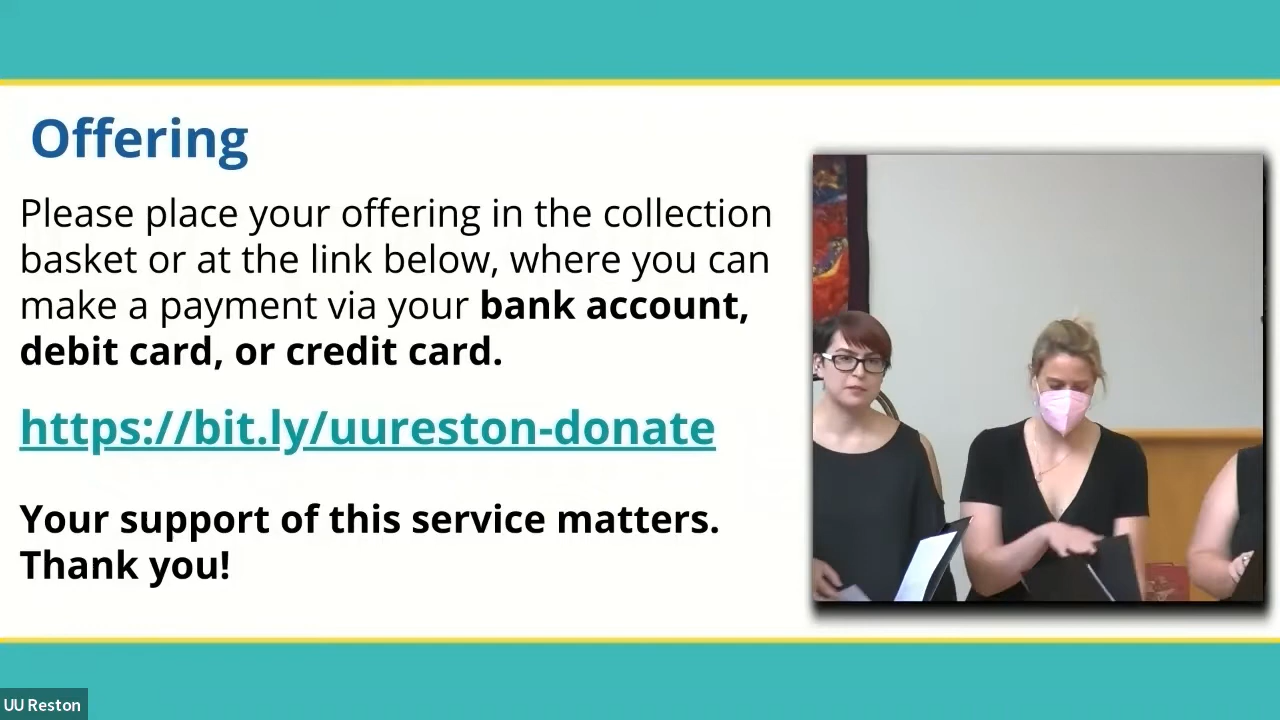 Offering
Please place your offering in the collection
basket or at the link below, where you can
make a payment via your bank account,
debit card, or credit card.
https://bit.ly/uureston-donate
Your support of this service matters.
Thank you!
UU Reston